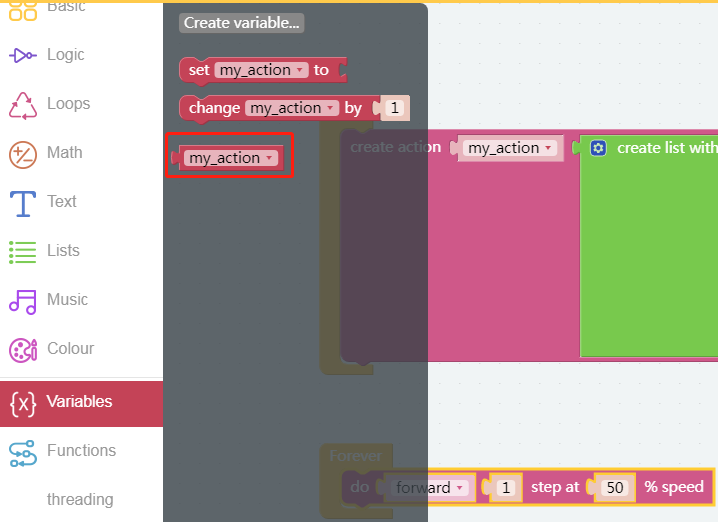 Basic
Logic
Loops
Math
Text
Lists
Music
Colour
Variables
Functions
threading
Create variable...
set my_action to
change my_action by 1
my_action
create action my_action create list with
Forever
do forward 1 step at 50 % speed